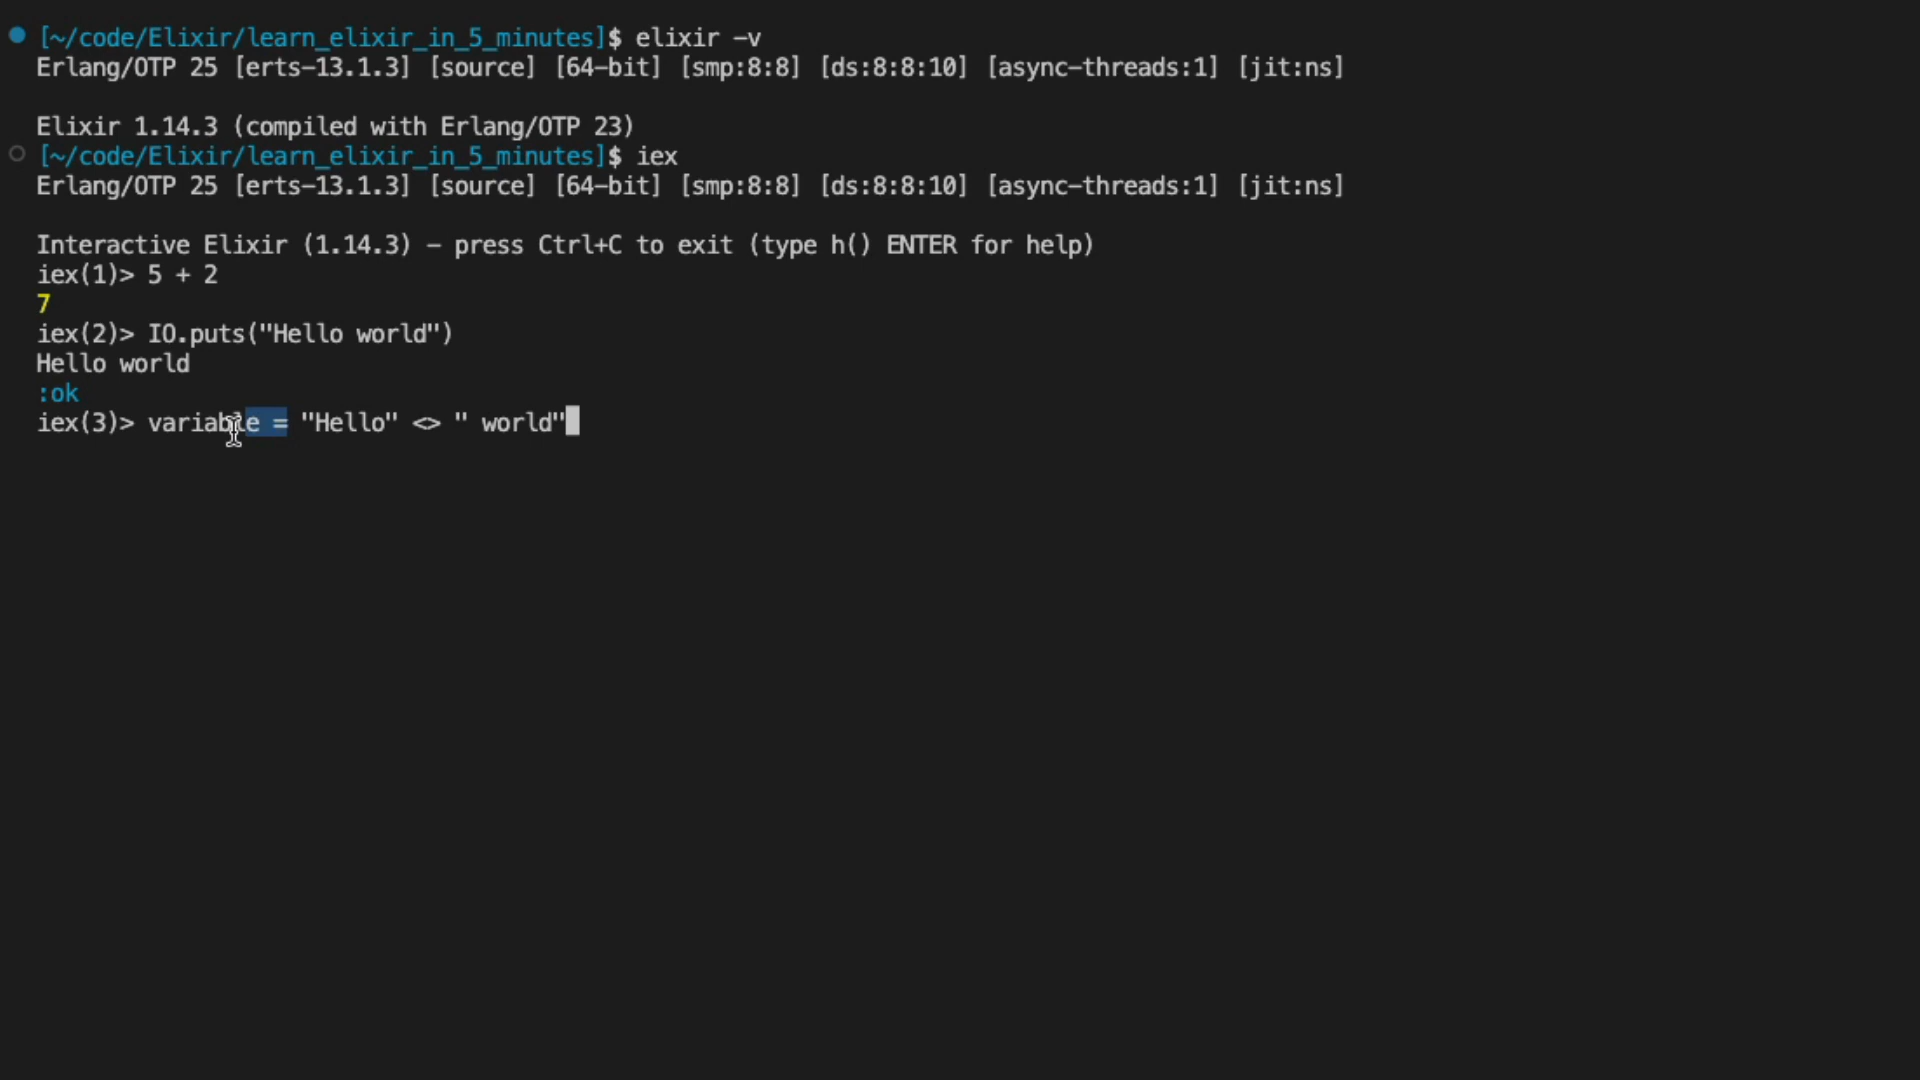 [~/code/Elixir/learn_elixir_in_5_minutes]$ elixir -v
Erlang/OTP 25 [erts-13.1.3] [source] [64-bit] [smp:8:8] [ds:8:8:10] [async-threads:1] [jit:ns]
Elixir 1.14.3 (compiled with Erlang/OTP 23)
[~/code/Elixir/learn_elixir_in_5_minutes]$ iex
Erlang/OTP 25 [erts-13.1.3] [source] [64-bit] [smp:8:8] [ds:8:8:10] [async-threads:1] [jit:ns]
Interactive Elixir (1.14.3) - press Ctrl+C to exit (type h() ENTER for help)
iex(1)> 5 + 2
7
iex(2)> IO.puts("Hello world")
Hello world
:ok
iex(3)> variable = "Hello" <> " world"